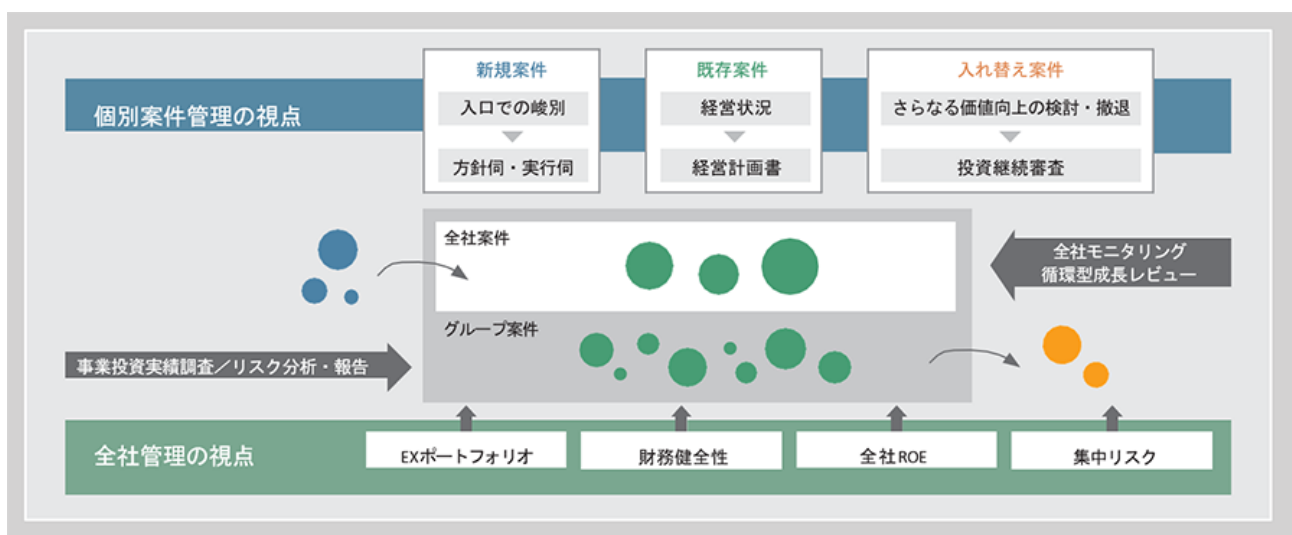 個別案件管理の視点
新規案件
入口での峻別
方針伺・実行伺
既存案件
経営状況
経営計画書
入れ替え案件
さらなる価値向上の検討・撤退
投資継続審査
全社案件
グループ案件
全社モニタリング
循環型成長レビュー
事業投資実績調査／リスク分析・報告
全社管理の視点
EXポートフォリオ
財務健全性
全社ROE
集中リスク